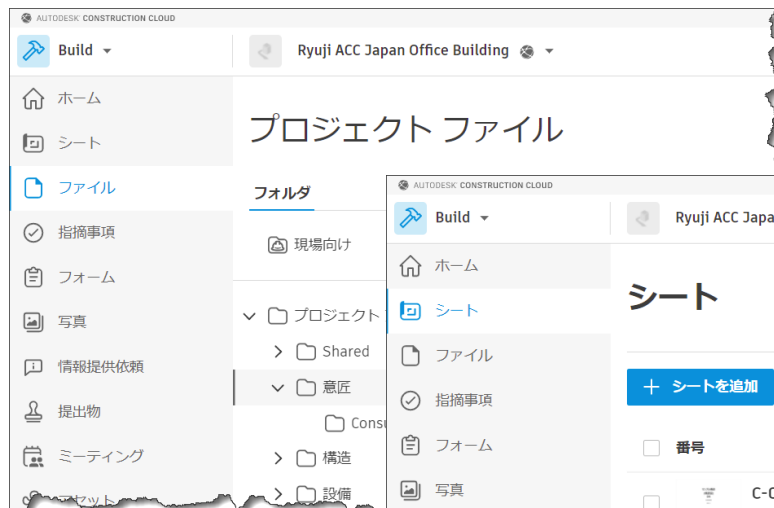 AUTODESK CONSTRUCTION CLOUD
Build
Ryuji ACC Japan Office Building
ホーム
シート
ファイル
指摘事項
フォーム
写真
情報提供依頼
提出物
ミーティング
プロジェクト ファイル
フォルダ
現場向け
プロジェクト
Shared
意匠
構造
設備
AUTODESK CONSTRUCTION CLOUD
Build
Ryuji ACC
ホーム
シート
ファイル
指摘事項
フォーム
写真
シート
シートを追加
番号